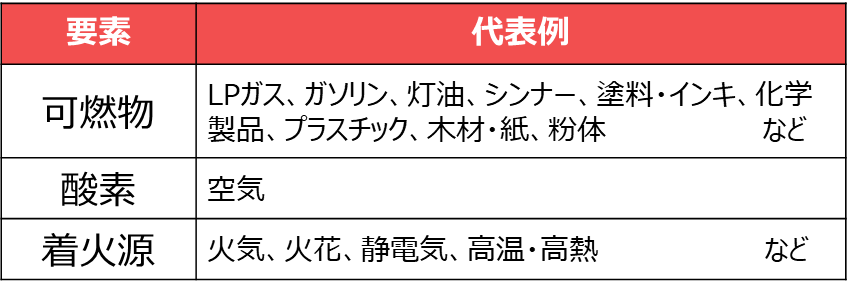 要素 代表例
可燃物 LPガス、ガソリン、灯油、シンナー、塗料・インキ、化学
製品、プラスチック、木材・紙、粉体 など
酸素 空気
着火源 火気、火花、静電気、高温・高熱 など